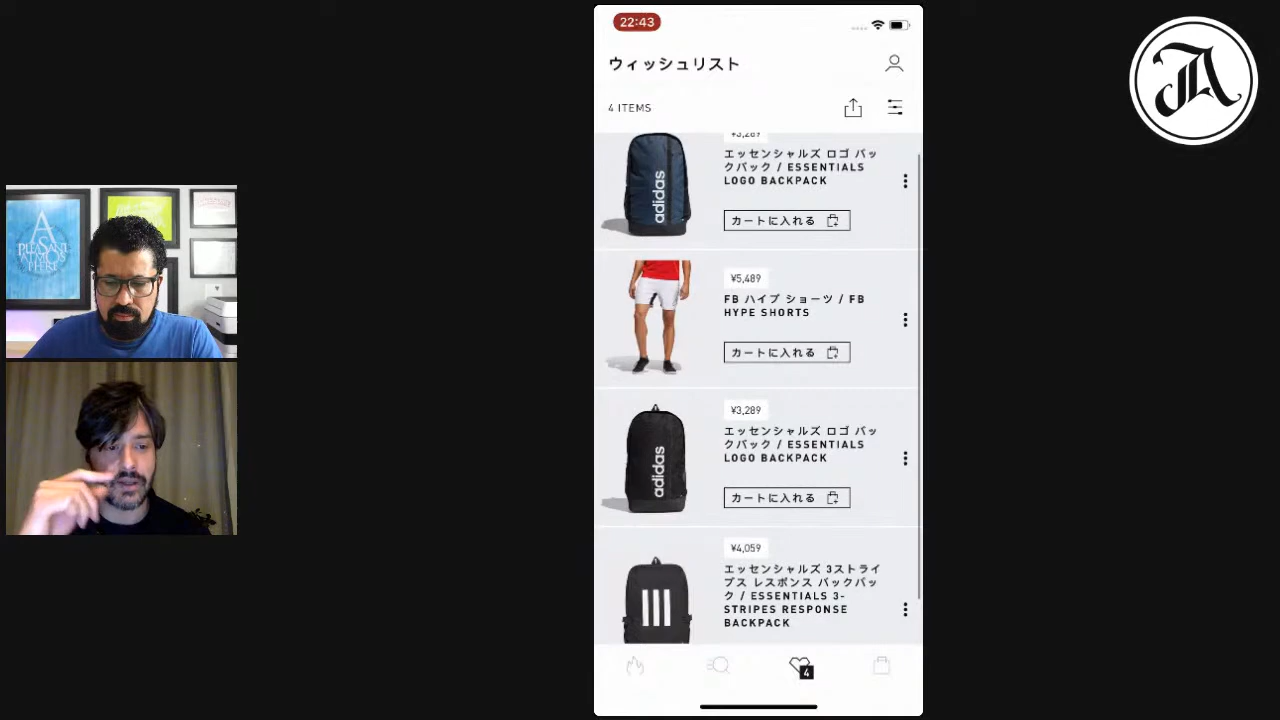 22:43
ウィッシュリスト
4 ITEMS
¥3,289
エッセンシャルズ ロゴ バッ
クパック / ESSENTIALS
LOGO BACKPACK
カートに入れる
adidas
¥5,489
FB ハイプ ショーツ / FB
HYPE SHORTS
カートに入れる
¥3,289
エッセンシャルズ ロゴ バッ
クパック / ESSENTIALS
LOGO BACKPACK
カートに入れる
adidas
¥4,059
エッセンシャルズ 3ストライ
プス レスポンス バックパッ
ク / ESSENTIALS 3-
STRIPES RESPONSE
BACKPACK
4
A
PLEASANT
ATMOS
PHERE
JA